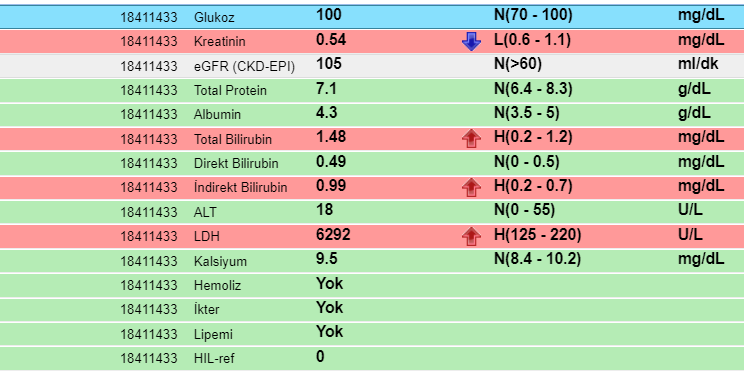 18411433 Glukoz 100 N(70 - 100) mg/dL
18411433 Kreatinin 0.54 L(0.6 - 1.1) mg/dL
18411433 eGFR (CKD-EPI) 105 N(>60) ml/dk
18411433 Total Protein 7.1 N(6.4 - 8.3) g/dL
18411433 Albumin 4.3 N(3.5 - 5) g/dL
18411433 Total Bilirubin 1.48 H(0.2 - 1.2) mg/dL
18411433 Direkt Bilirubin 0.49 N(0 - 0.5) mg/dL
18411433 İndirekt Bilirubin 0.99 H(0.2 - 0.7) mg/dL
18411433 ALT 18 N(0 - 55) U/L
18411433 LDH 6292 H(125 - 220) U/L
18411433 Kalsiyum 9.5 N(8.4 - 10.2) mg/dL
18411433 Hemoliz Yok
18411433 İkter Yok
18411433 Lipemi Yok
18411433 HIL-ref 0